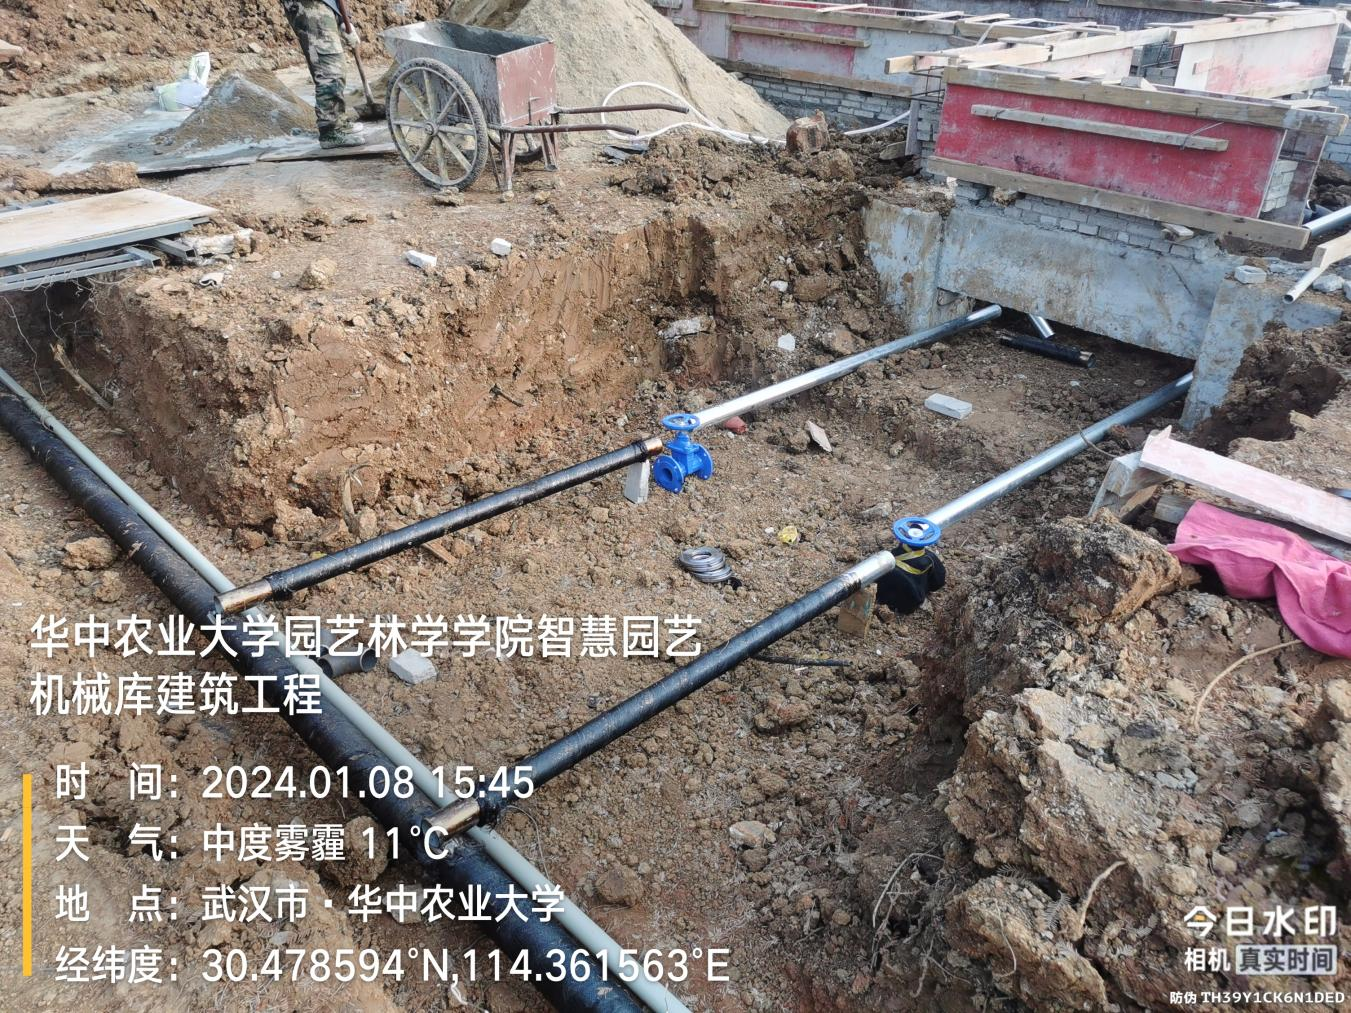 华中农业大学园艺林学学院智慧园艺
机械库建筑工程
时 间：2024.01.08 15:45
天 气：中度雾霾 11℃
地 点：武汉市·华中农业大学
经纬度：30.478594°N,114.361563°E
今日水印
相机 真实时间
防伪 TH39Y1CK6N1DED